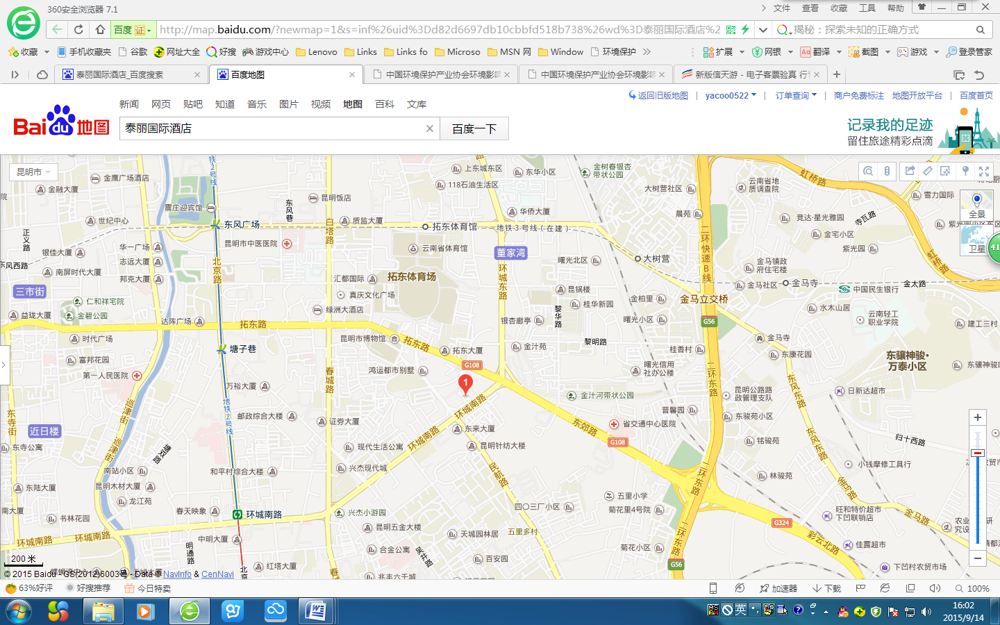 360安全浏览器 7.1
文件 查看 收藏 工具 帮助
百度 证
http://map.baidu.com/?newmap=1&s=inf%26uid%3Dd82d6697db10cbbfd518b738%26wd%3D泰丽国际酒店%2
揭秘：探索未知的正确方式
收藏 手机收藏夹 谷歌 网址大全 好搜 游戏中心 Lenovo Links Links fo Microso MSN 网 Window 环境保护
扩展 网银 翻译 截图 游戏 登录管家
泰丽国际酒店_百度搜索
百度地图
中国环境保护产业协会环境影响
中国环境保护产业协会环境影响
新版信天游 - 电子客票验真 行
返回旧版地图 yacoo0522 订单查询 商户免费标注 地图开放平台 百度首页
新闻 网页 贴吧 知道 音乐 图片 视频 地图 百科 文库
Bai du 地图
泰丽国际酒店
百度一下
记录我的足迹
留住旅途精彩点滴
昆明市
金鹰广场酒店
上东城东区
东华小区
金树春银杏
带状公园
虹桥路
金融大厦
昆明饭店
118石油生活区
大树营社区
云南省地
质调查院
雪力国际
全景
震庄迎宾馆
东风巷
华侨大厦
晨苑
竞达·星光雅园
寺瓦路
世纪中心
东风广场
白塔路
质监大厦
拓东体育馆
地铁3号线(在建)
二环快速B线
金宅小区
正义路
华一广场
昆明市中医医院
云南省体育馆
董家湾
紫光园
卫星
41
银佳大厦
东风西路
志远大厦
北京路
曙光北区
大树营
金马镇政
府住宅楼
虹桥路
南屏时代大厦
邦克大厦
汇都国际
拓东体育场
环城东路
昆锅楼
金马社区
金马寺
中国民生银行
金太路
三市街
仁和祥宅院
真庆文化广场
桂华新园
金柏里
金马立交桥
水木山居
益珑大厦
金碧公园
绿洲大酒店
黎华路
云南轻工
职业学院
达阵广场
拓东路
银杏廊亭
曙光小区
G56
建工三村
时代广场
昆明市博物馆
拓东路
拓东大厦
金汁苑
黎明路
桂香村
金马寺
塘子巷
东康花园
东骧神骏·
万泰小区
富邦花园
G108
曙光信用
社办公楼
二环东路
东风东路
第一人民医院
春城路
鸿运都市别墅
1
万裕大厦
金汁河带状公园
昆明公路路
政管理支队
日新达超市
东寺街
巡津街
地铁2号线
邮政综合大楼
证券大厦
环城南路
晋馨园
东骏苑小区
近日楼
东来大厦
东郊路
省交通中心医院
归十西路
东寺公寓
巡津街
塘双路
现代生活公寓
环城南路
昆明针纺大楼
G108
铭骏苑
东风东路
南站小区
和平村综合大楼
兴杰现代城
民航路
二环东路
小钱摩修工具行
林骏苑
昆明木材大厦
东陆大厦
龙江苑
五里小学
金马路
四〇三厂小区
菊花里4号院
旺和特价超市
下凹联销店
金马路
南大厦
书林花园
春天映象
环城南路
兴杰小游园
昆明五金大楼
G324
环城南路
环城南路
中明大厦
天城园林居
五里多村
菊花小区
二环东路
彩云北路
佳露超市
200 米
明通路
合合公寓
吴井路
百安园
红塔大厦
兆丰六千城
G56
下凹村农贸市场
© 2015 Baidu - GS(2012)6003号 - Data © NavInfo & CenNavi
63%好评 好搜推荐 今日特卖
加速器 下载 100%
英
16:02
2015/9/14